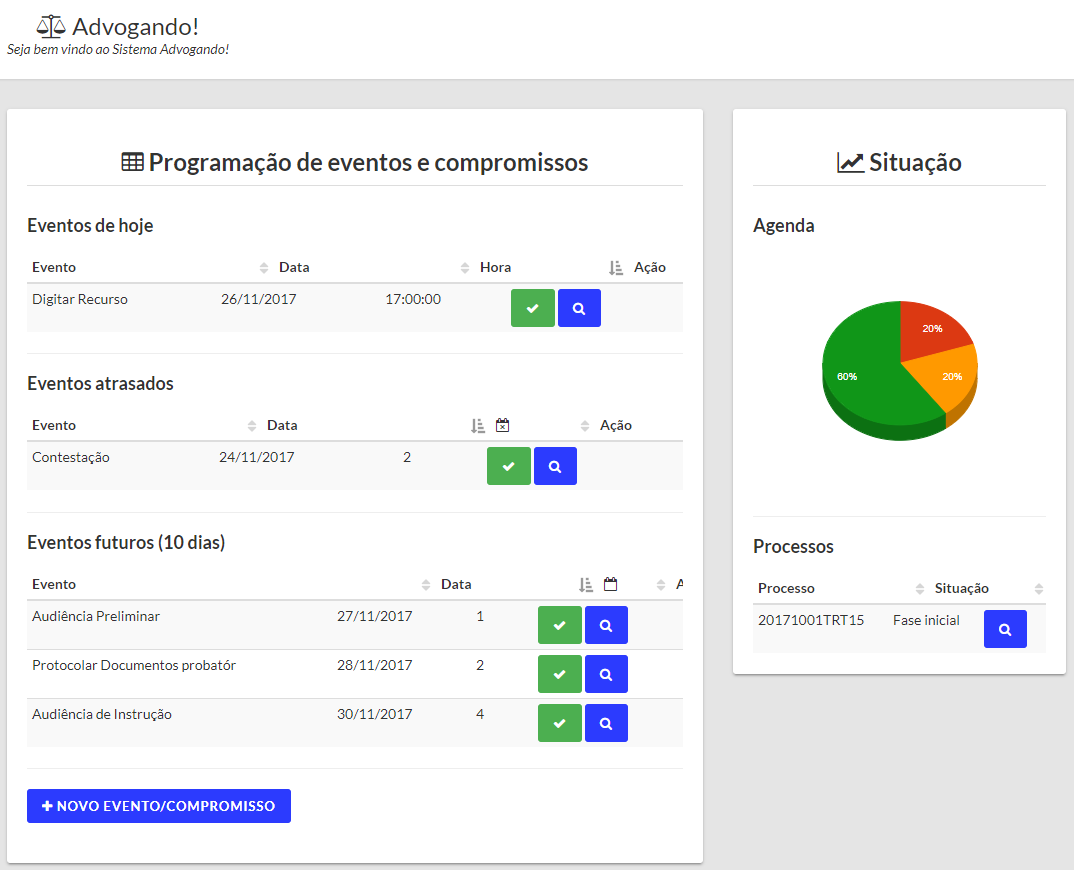 Advogando!
Seja bem vindo ao Sistema Advogando!
Programação de eventos e compromissos
Eventos de hoje
Evento Data Hora Ação
Digitar Recurso 26/11/2017 17:00:00
Eventos atrasados
Evento Data Ação
Contestação 24/11/2017 2
Eventos futuros (10 dias)
Evento Data A
Audiência Preliminar 27/11/2017 1
Protocolar Documentos probatór 28/11/2017 2
Audiência de Instrução 30/11/2017 4
NOVO EVENTO/COMPROMISSO
Situação
Agenda
20%
60% 20%
Processos
Processo Situação
20171001TRT15 Fase inicial